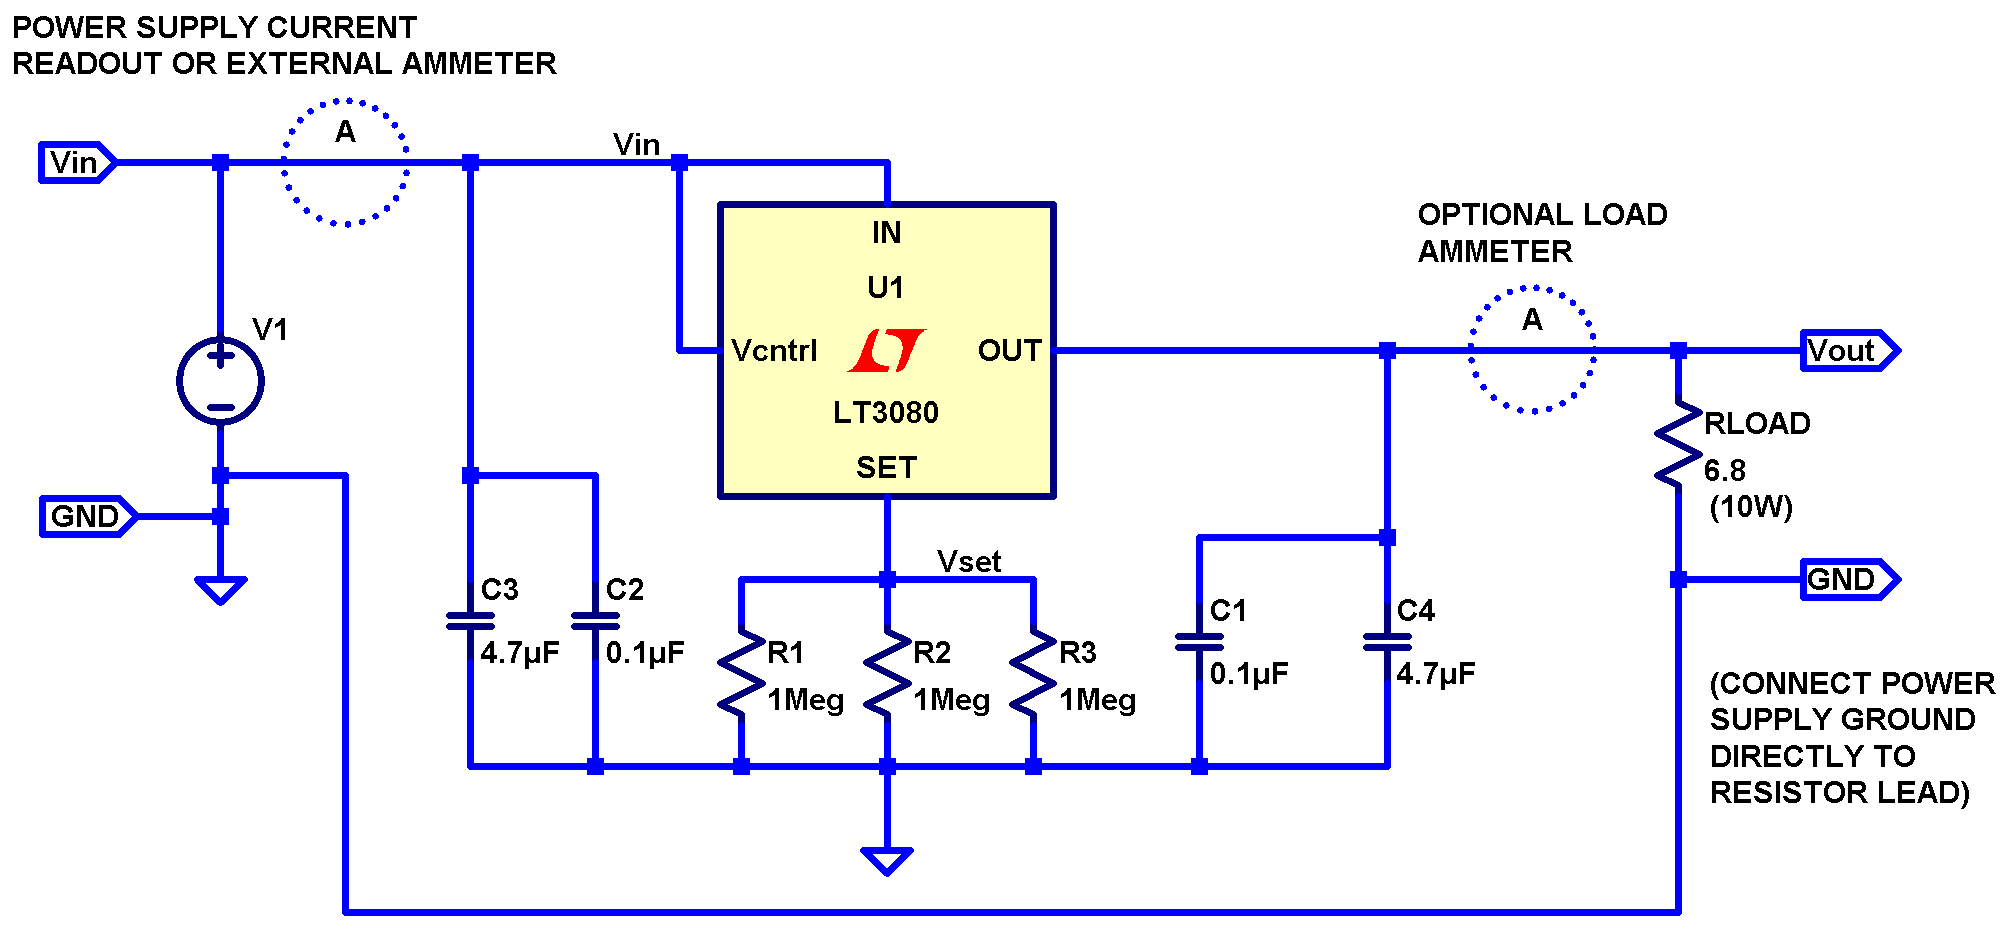 POWER SUPPLY CURRENT
READOUT OR EXTERNAL AMMETER
A
Vin
Vin
OPTIONAL LOAD
AMMETER
A
IN
U1
V1
Vcntrl
OUT
Vout
LT3080
RLOAD
6.8
(10W)
SET
GND
Vset
GND
C3
4.7µF
C2
0.1µF
R1
1Meg
R2
1Meg
R3
1Meg
C1
0.1µF
C4
4.7µF
(CONNECT POWER
SUPPLY GROUND
DIRECTLY TO
RESISTOR LEAD)